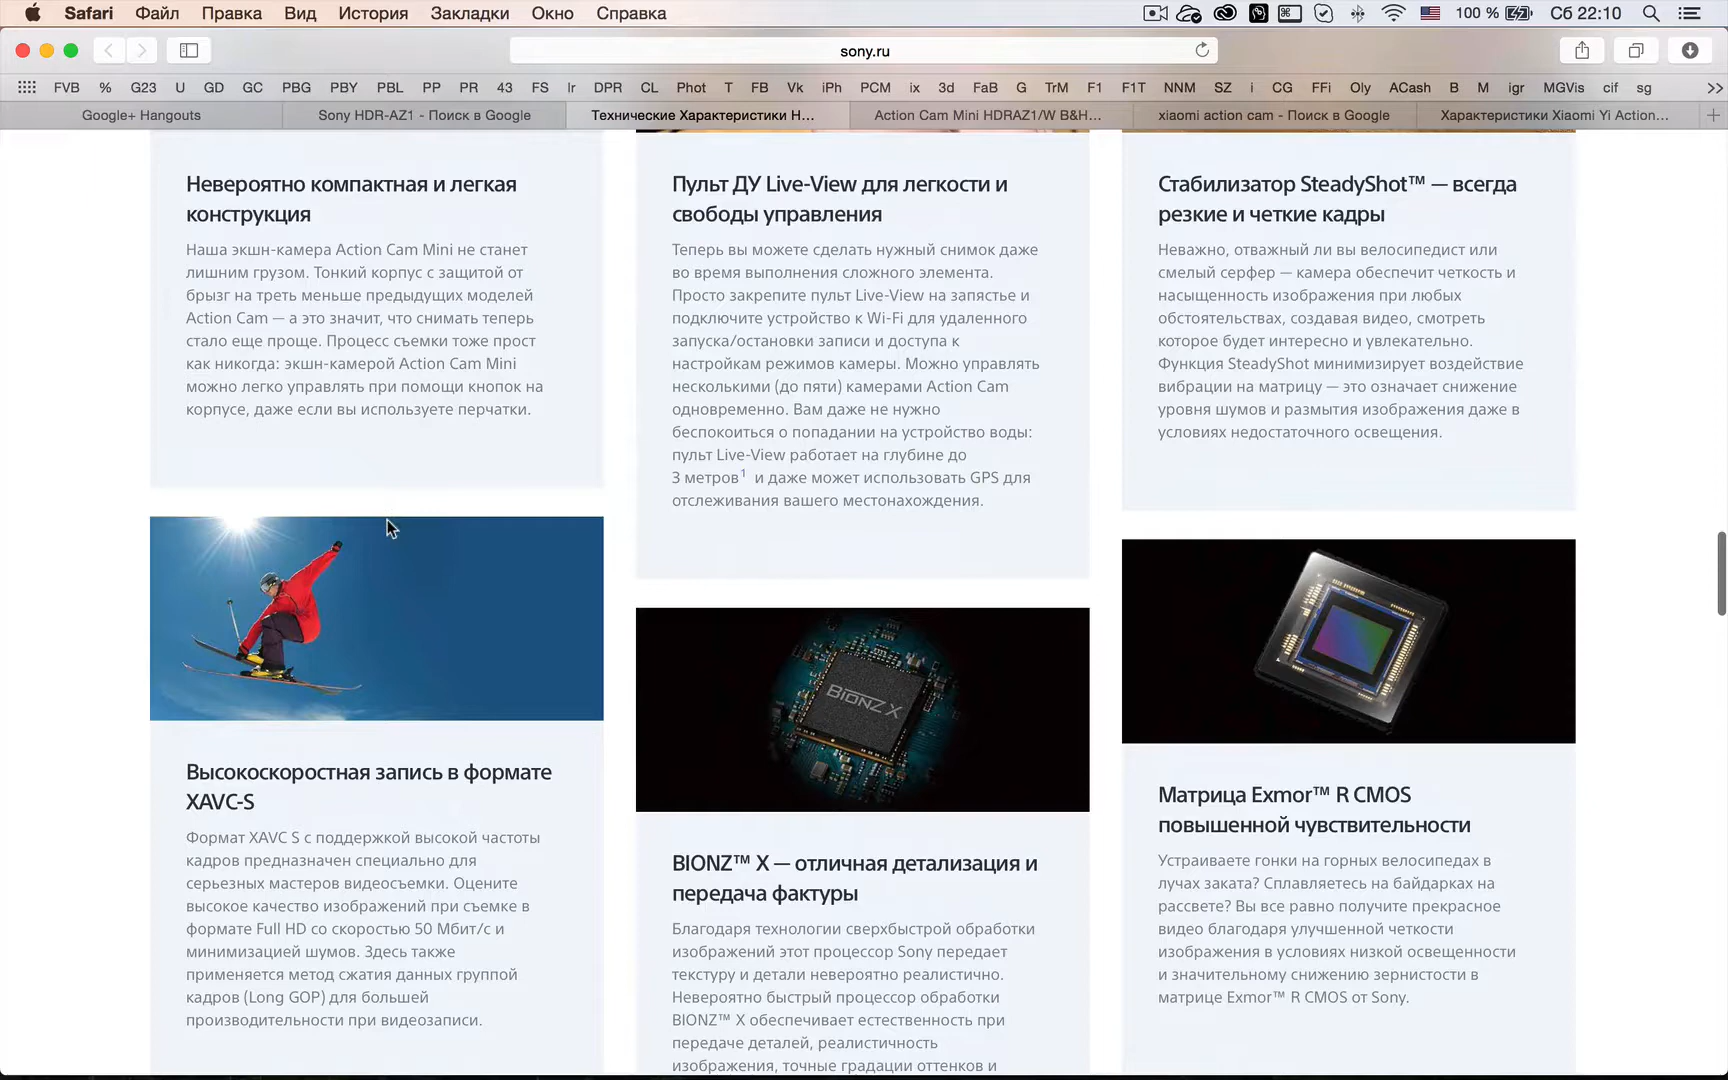 Safari Файл Правка Вид История Закладки Окно Справка 100 % Сб 22:10
sony.ru
FVB % G23 U GD GC PBG PBY PBL PP PR 43 FS lr DPR CL Phot T FB Vk iPh PCM ix 3d FaB G TrM F1 F1T NNM SZ i CG FFi Oly ACash B M igr MGVis cif sg >>
Google+ Hangouts
Sony HDR-AZ1 - Поиск в Google
Технические Характеристики H...
Action Cam Mini HDRAZ1/W B&H...
xiaomi action cam - Поиск в Google
Характеристики Xiaomi Yi Action...
Невероятно компактная и легкая
конструкция
Наша экшн-камера Action Cam Mini не станет
лишним грузом. Тонкий корпус с защитой от
брызг на треть меньше предыдущих моделей
Action Cam — а это значит, что снимать теперь
стало еще проще. Процесс съемки тоже прост
как никогда: экшн-камерой Action Cam Mini
можно легко управлять при помощи кнопок на
корпусе, даже если вы используете перчатки.
Высокоскоростная запись в формате
XAVC-S
Формат XAVC S с поддержкой высокой частоты
кадров предназначен специально для
серьезных мастеров видеосъемки. Оцените
высокое качество изображений при съемке в
формате Full HD со скоростью 50 Мбит/с и
минимизацией шумов. Здесь также
применяется метод сжатия данных группой
кадров (Long GOP) для большей
производительности при видеозаписи.
Пульт ДУ Live-View для легкости и
свободы управления
Теперь вы можете сделать нужный снимок даже
во время выполнения сложного элемента.
Просто закрепите пульт Live-View на запястье и
подключите устройство к Wi-Fi для удаленного
запуска/остановки записи и доступа к
настройкам режимов камеры. Можно управлять
несколькими (до пяти) камерами Action Cam
одновременно. Вам даже не нужно
беспокоиться о попадании на устройство воды:
пульт Live-View работает на глубине до
3 метров¹ и даже может использовать GPS для
отслеживания вашего местонахождения.
BIONZ X
BIONZ™ X — отличная детализация и
передача фактуры
Благодаря технологии сверхбыстрой обработки
изображений этот процессор Sony передает
текстуру и детали невероятно реалистично.
Невероятно быстрый процессор обработки
BIONZ™ X обеспечивает естественность при
передаче деталей, реалистичность
изображения, точные градации оттенков и
Стабилизатор SteadyShot™ — всегда
резкие и четкие кадры
Неважно, отважный ли вы велосипедист или
смелый серфер — камера обеспечит четкость и
насыщенность изображения при любых
обстоятельствах, создавая видео, смотреть
которое будет интересно и увлекательно.
Функция SteadyShot минимизирует воздействие
вибрации на матрицу — это означает снижение
уровня шумов и размытия изображения даже в
условиях недостаточного освещения.
Матрица Exmor™ R CMOS
повышенной чувствительности
Устраиваете гонки на горных велосипедах в
лучах заката? Сплавляетесь на байдарках на
рассвете? Вы все равно получите прекрасное
видео благодаря улучшенной четкости
изображения в условиях низкой освещенности
и значительному снижению зернистости в
матрице Exmor™ R CMOS от Sony.